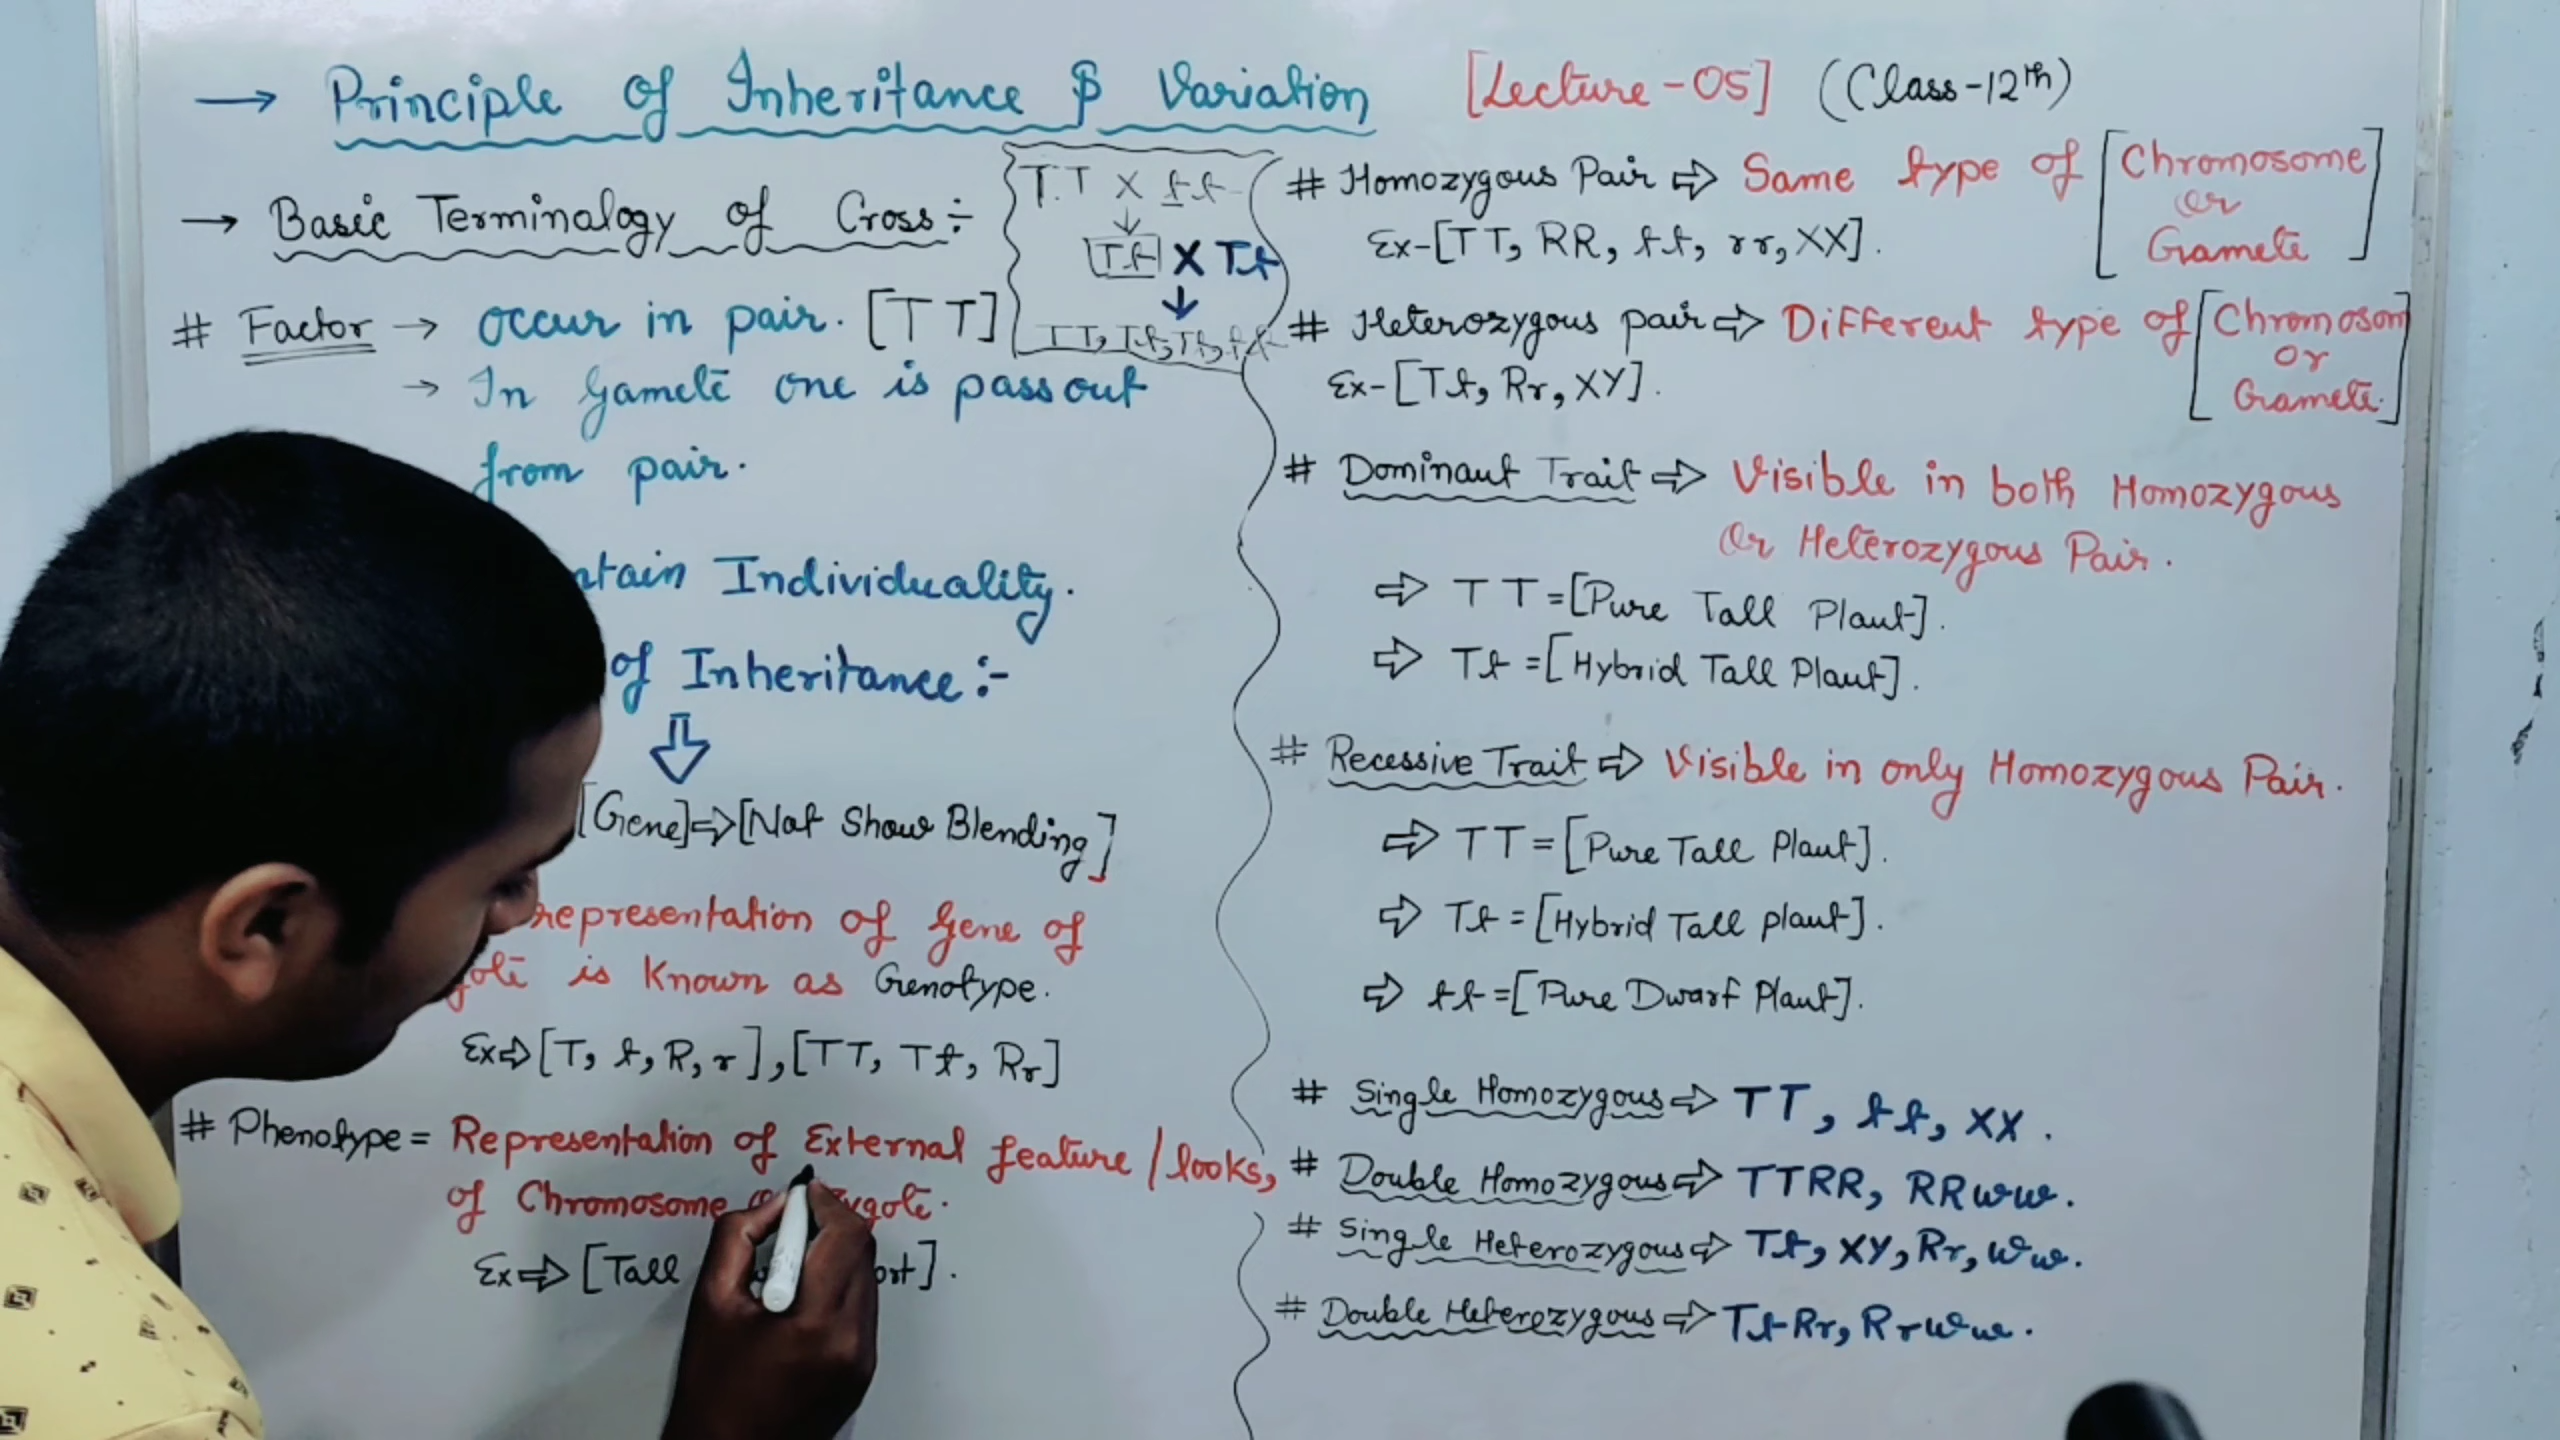 → Principle of Inheritance & Variation [Lecture-05] (Class-12th)
→ Basic Terminalogy of Cross÷
TT X tt
↓
Tt X Tt
↓
TT, Tt, Tt, tt
# Factor → occur in pair. [TT]
→ In gamete one is pass out
from pair.
Individuality.
of Inheritance:-
[Gene]⇒[Not Show Blending]
representation of gene of
is known as Genotype.
Ex⇒[T, t, R, r],[TT, Tt, Rr]
# Phenotype= Representation of External feature/looks,
of Chromosome
Ex⇒[Tall
# Homozygous Pair ⇒ Same type of [Chromosome
or
Gamete]
Ex-[TT, RR, tt, rr, XX].
# Heterozygous pair⇒ Different type of [Chromosom
or
Gamete.]
Ex-[Tt, Rr, XY].
# Dominant Trait ⇒ Visible in both Homozygous
or Heterozygous Pair.
⇒ TT=[Pure Tall Plant].
⇒ Tt=[Hybrid Tall Plant].
# Recessive Trait ⇒ Visible in only Homozygous Pair.
⇒ TT=[Pure Tall Plant].
⇒ Tt=[Hybrid Tall plant].
⇒ tt=[Pure Dwarf Plant].
# Single Homozygous⇒ TT, tt, XX.
# Double Homozygous⇒ TTRR, RRww.
# Single Heterozygous⇒ Tt, XY, Rr, Ww.
# Double Heterozygous⇒ TtRr, RrWw.